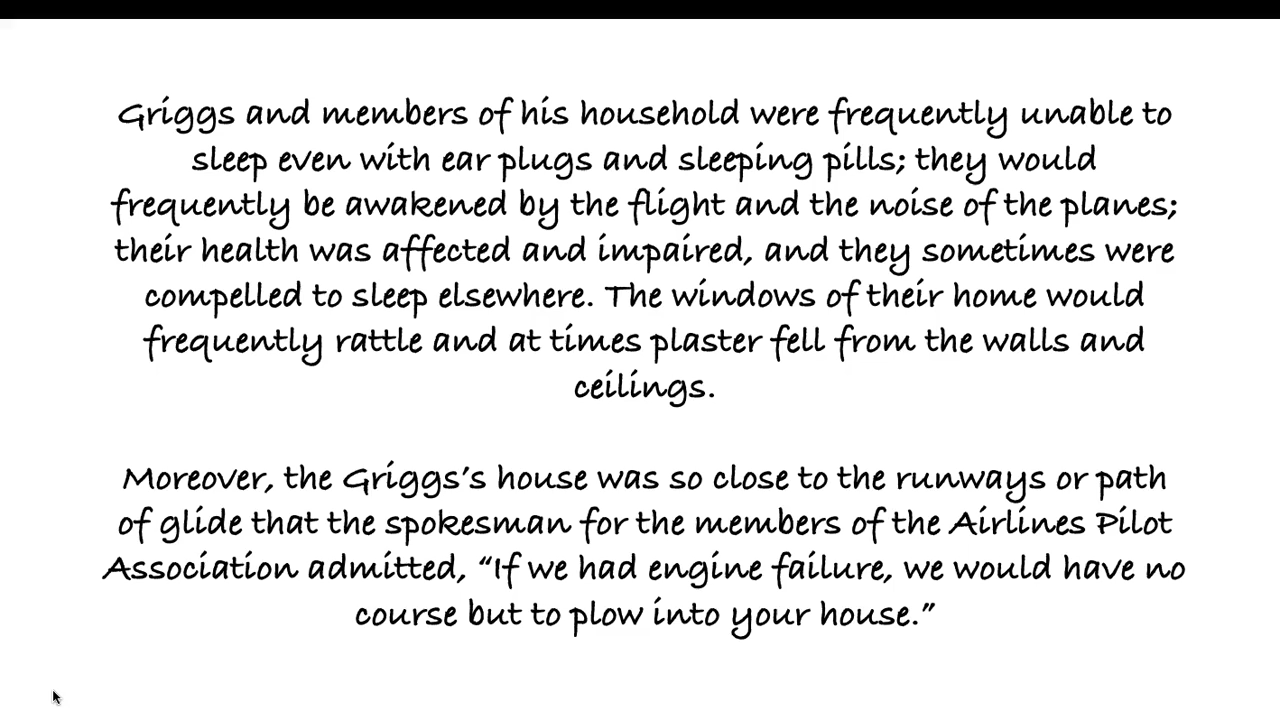 Griggs and members of his household were frequently unable to
sleep even with ear plugs and sleeping pills; they would
frequently be awakened by the flight and the noise of the planes;
their health was affected and impaired, and they sometimes were
compelled to sleep elsewhere. The windows of their home would
frequently rattle and at times plaster fell from the walls and
ceilings.
Moreover, the Griggs’s house was so close to the runways or path
of glide that the spokesman for the members of the Airlines Pilot
Association admitted, “If we had engine failure, we would have no
course but to plow into your house.”